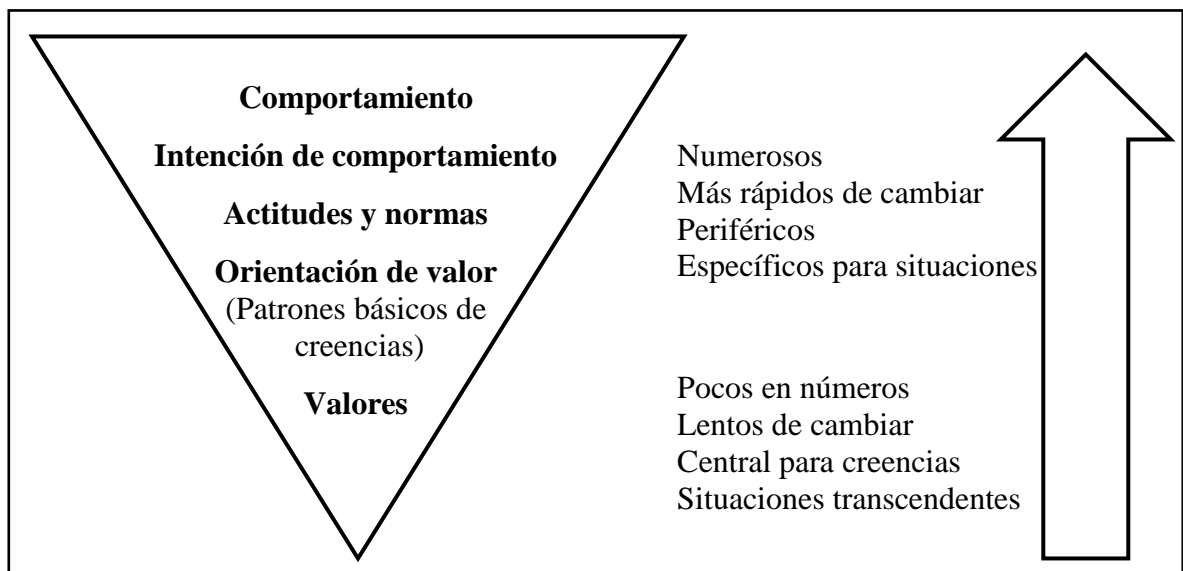 Comportamiento
Intención de comportamiento
Actitudes y normas
Orientación de valor
(Patrones básicos de
creencias)
Valores
Numerosos
Más rápidos de cambiar
Periféricos
Específicos para situaciones
Pocos en números
Lentos de cambiar
Central para creencias
Situaciones transcendentes